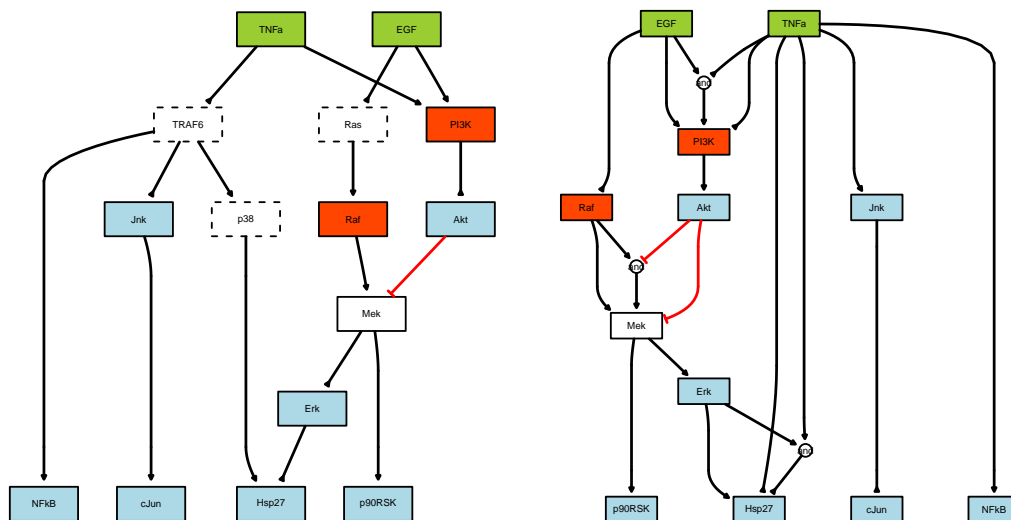 TNFa
EGF
TRAF6
Ras
PI3K
Jnk
p38
Raf
Akt
Mek
Erk
NFkB
cJun
Hsp27
p90RSK
EGF
TNFa
and
PI3K
Raf
Akt
Jnk
and
Mek
Erk
and
p90RSK
Hsp27
cJun
NFkB